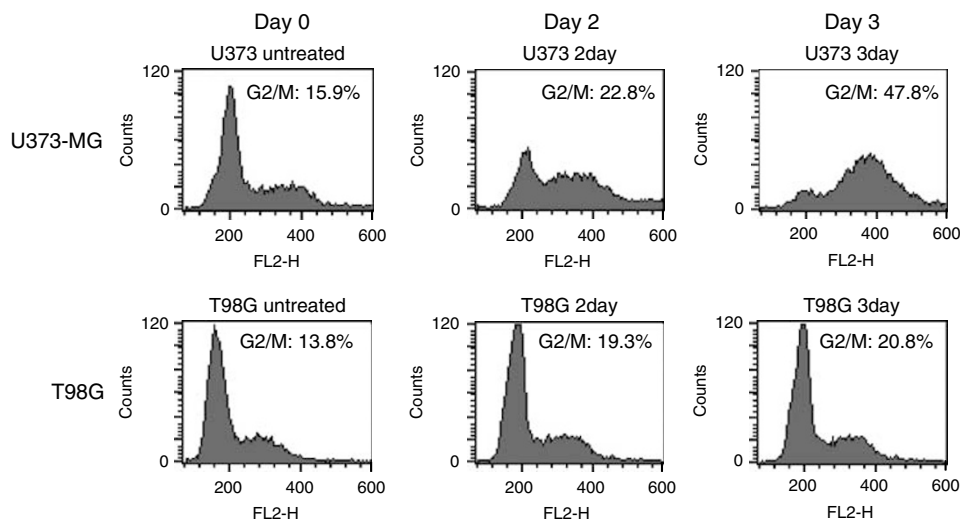 Day 0 Day 2 Day 3
U373 untreated U373 2day U373 3day
120
G2/M: 15.9% G2/M: 22.8% G2/M: 47.8%
U373-MG
Counts Counts Counts
0 0 0
200 400 600 200 400 600 200 400 600
FL2-H FL2-H FL2-H
T98G untreated T98G 2day T98G 3day
120 120 120
G2/M: 13.8% G2/M: 19.3% G2/M: 20.8%
T98G
Counts Counts Counts
0 0 0
200 400 600 200 400 600 200 400 600
FL2-H FL2-H FL2-H